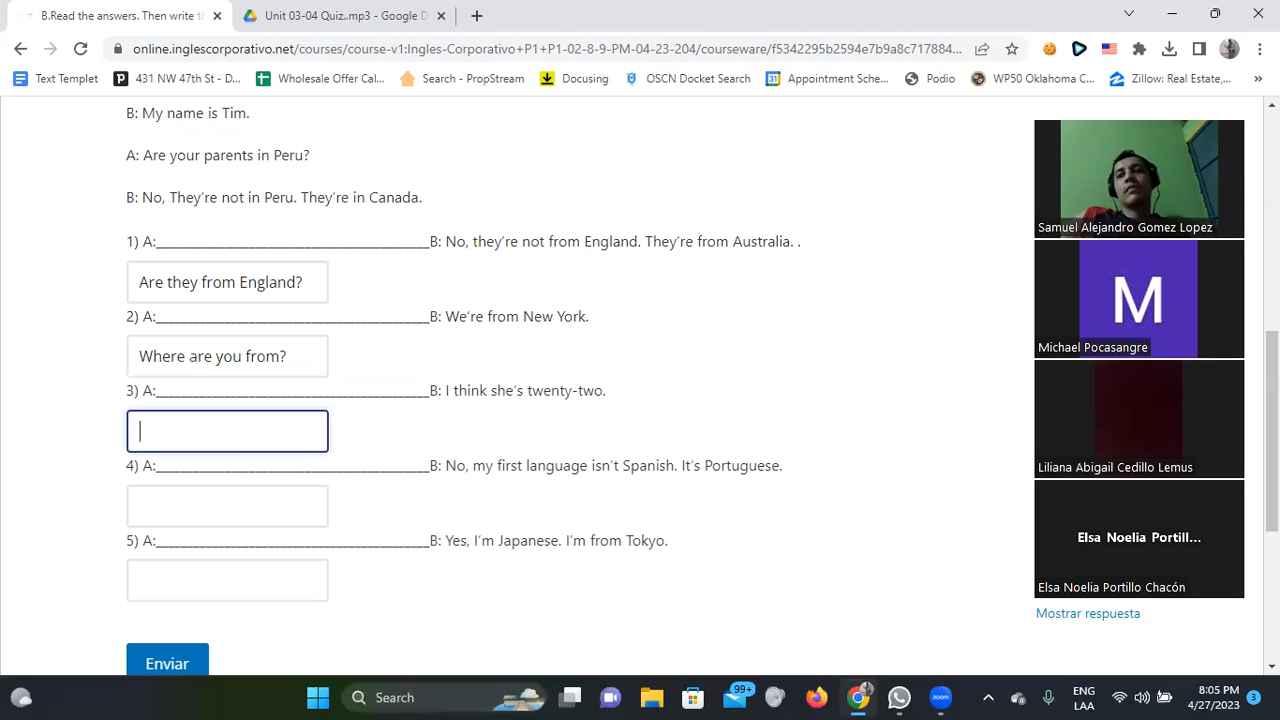 B.Read the answers. Then write t
Unit 03-04 Quiz..mp3 - Google D
online.inglescorporativo.net/courses/course-v1:Ingles-Corporativo+P1+P1-02-8-9-PM-04-23-204/courseware/f5342295b2594e7b9a8c717884...
Text Templet
431 NW 47th St - D...
Wholesale Offer Cal...
Search - PropStream
Docusing
OSCN Docket Search
Appointment Sche...
Podio
WP50 Oklahoma C...
Zillow: Real Estate,...
B: My name is Tim.
A: Are your parents in Peru?
B: No, They're not in Peru. They're in Canada.
1) A:__________________________________B: No, they're not from England. They're from Australia. .
Are they from England?
2) A:__________________________________B: We're from New York.
Where are you from?
3) A:__________________________________B: I think she's twenty-two.
4) A:__________________________________B: No, my first language isn't Spanish. It's Portuguese.
5) A:__________________________________B: Yes, I'm Japanese. I'm from Tokyo.
Enviar
Samuel Alejandro Gomez Lopez
M
Michael Pocasangre
Liliana Abigail Cedillo Lemus
Elsa Noelia Portill...
Elsa Noelia Portillo Chacón
Mostrar respuesta
Search
99+
ENG
LAA
8:05 PM
4/27/2023
3